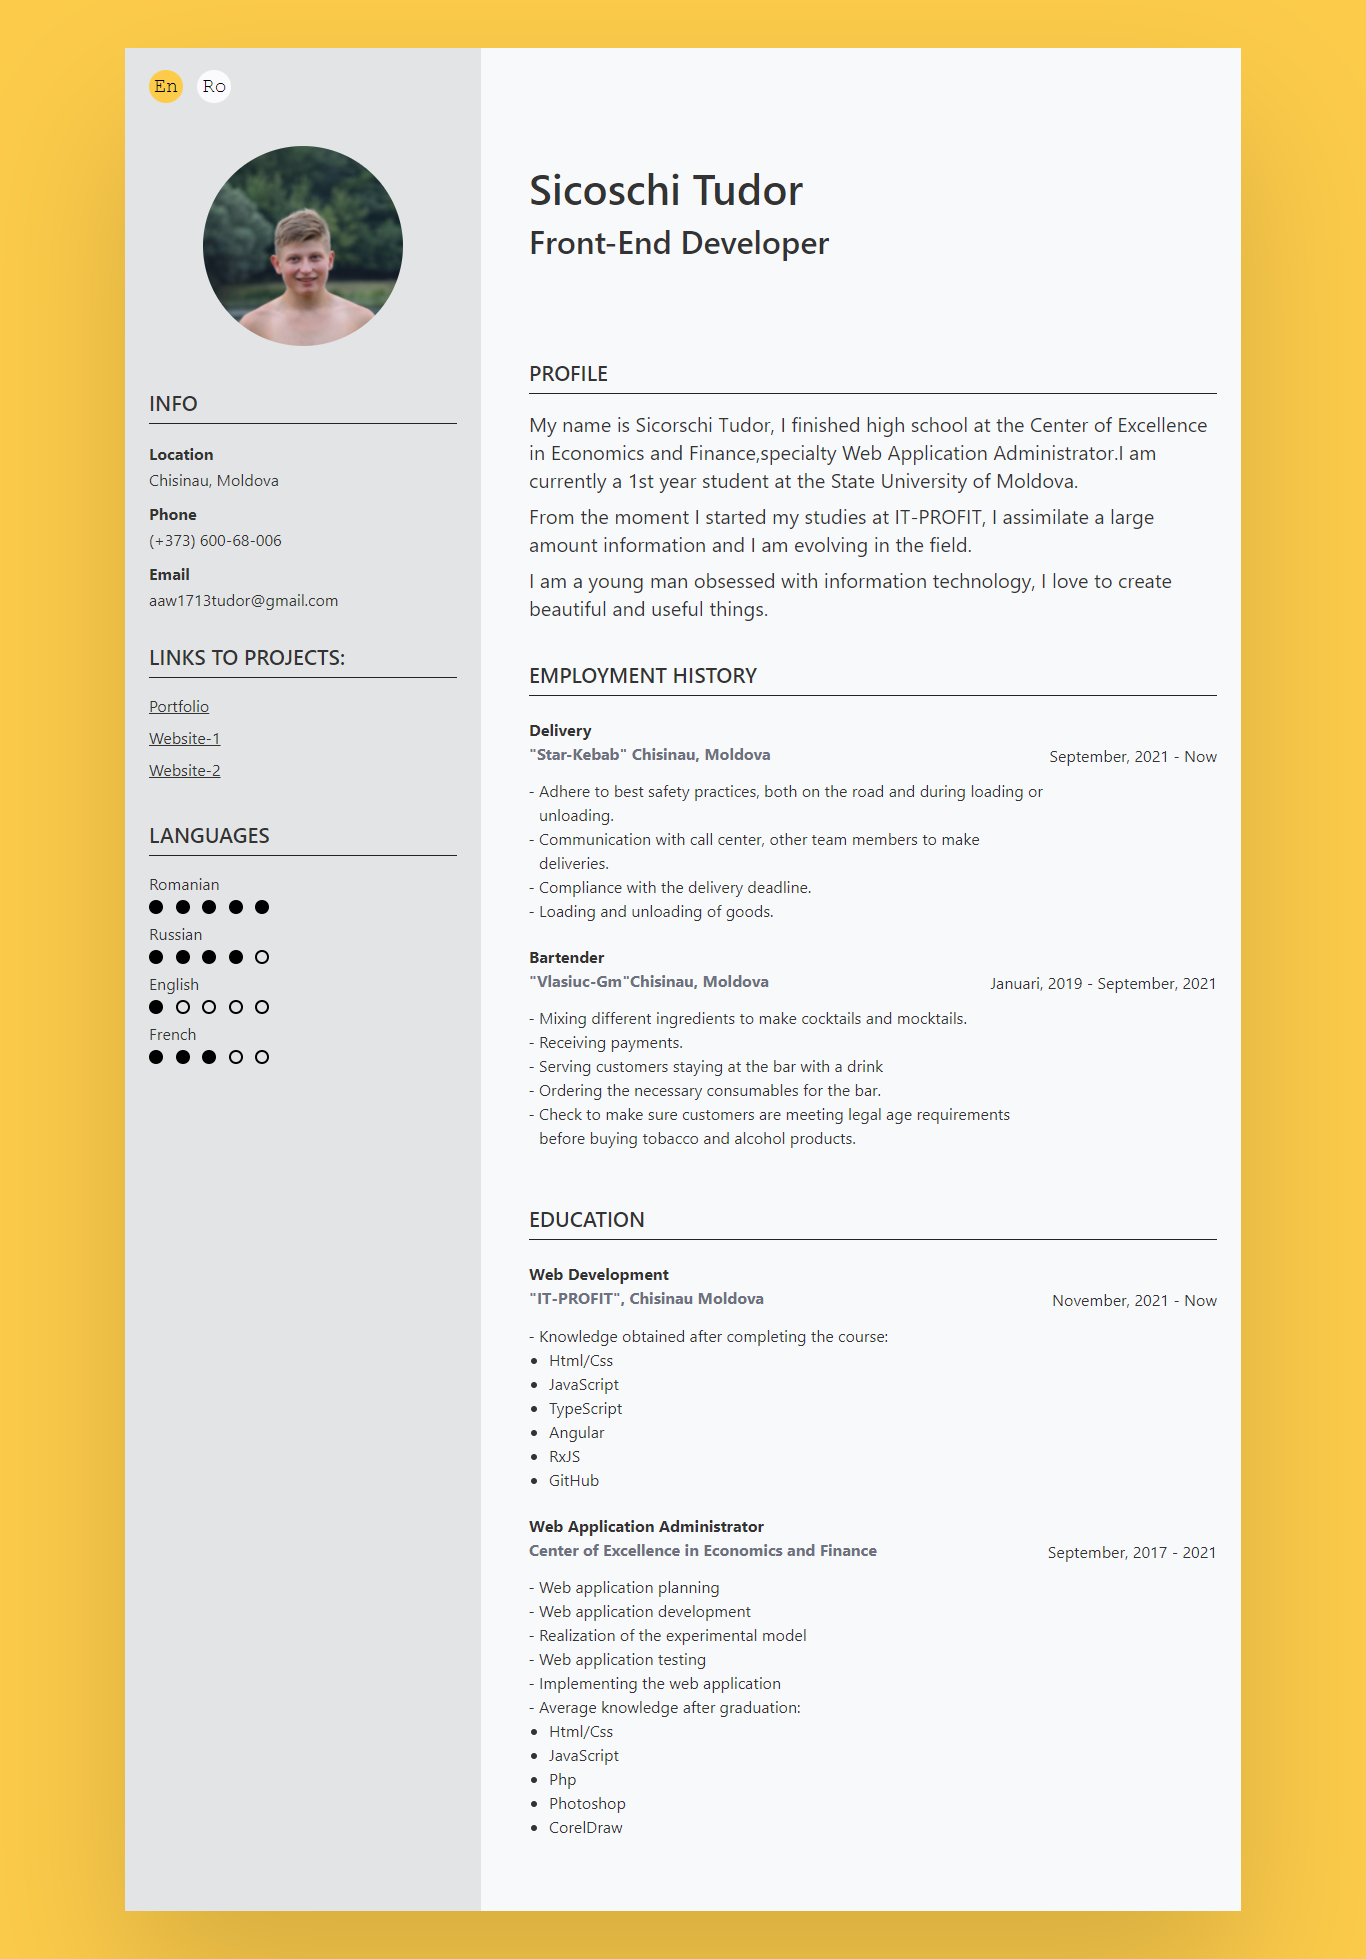 En Ro
INFO
Location
Chisinau, Moldova
Phone
(+373) 600-68-006
Email
aaw1713tudor@gmail.com
LINKS TO PROJECTS:
Portfolio
Website-1
Website-2
LANGUAGES
Romanian
Russian
English
French
Sicoschi Tudor
Front-End Developer
PROFILE
My name is Sicorschi Tudor, I finished high school at the Center of Excellence
in Economics and Finance,specialty Web Application Administrator.I am
currently a 1st year student at the State University of Moldova.
From the moment I started my studies at IT-PROFIT, I assimilate a large
amount information and I am evolving in the field.
I am a young man obsessed with information technology, I love to create
beautiful and useful things.
EMPLOYMENT HISTORY
Delivery
"Star-Kebab" Chisinau, Moldova September, 2021 - Now
- Adhere to best safety practices, both on the road and during loading or
unloading.
- Communication with call center, other team members to make
deliveries.
- Compliance with the delivery deadline.
- Loading and unloading of goods.
Bartender
"Vlasiuc-Gm"Chisinau, Moldova Januari, 2019 - September, 2021
- Mixing different ingredients to make cocktails and mocktails.
- Receiving payments.
- Serving customers staying at the bar with a drink
- Ordering the necessary consumables for the bar.
- Check to make sure customers are meeting legal age requirements
before buying tobacco and alcohol products.
EDUCATION
Web Development
"IT-PROFIT", Chisinau Moldova November, 2021 - Now
- Knowledge obtained after completing the course:
• Html/Css
• JavaScript
• TypeScript
• Angular
• RxJS
• GitHub
Web Application Administrator
Center of Excellence in Economics and Finance September, 2017 - 2021
- Web application planning
- Web application development
- Realization of the experimental model
- Web application testing
- Implementing the web application
- Average knowledge after graduation:
• Html/Css
• JavaScript
• Php
• Photoshop
• CorelDraw